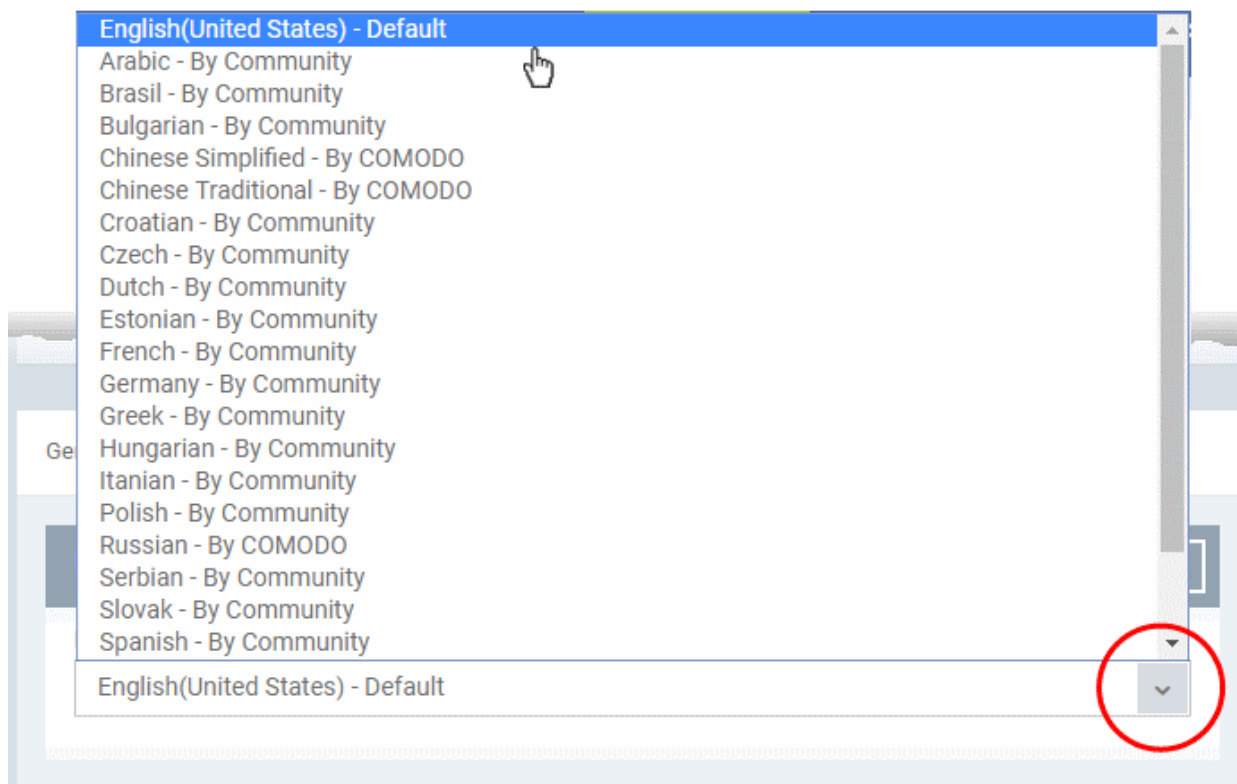 English(United States) - Default
Arabic - By Community
Brasil - By Community
Bulgarian - By Community
Chinese Simplified - By COMODO
Chinese Traditional - By COMODO
Croatian - By Community
Czech - By Community
Dutch - By Community
Estonian - By Community
French - By Community
Germany - By Community
Greek - By Community
Hungarian - By Community
Itanian - By Community
Polish - By Community
Russian - By COMODO
Serbian - By Community
Slovak - By Community
Spanish - By Community
English(United States) - Default